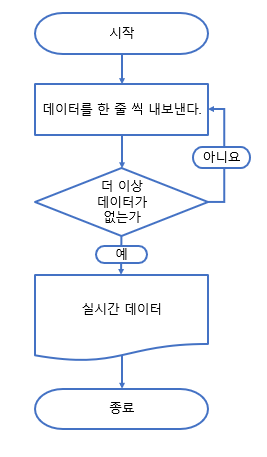 시작
데이터를 한 줄 씩 내보낸다.
아니요
더 이상
데이터가
없는가
예
실시간 데이터
종료